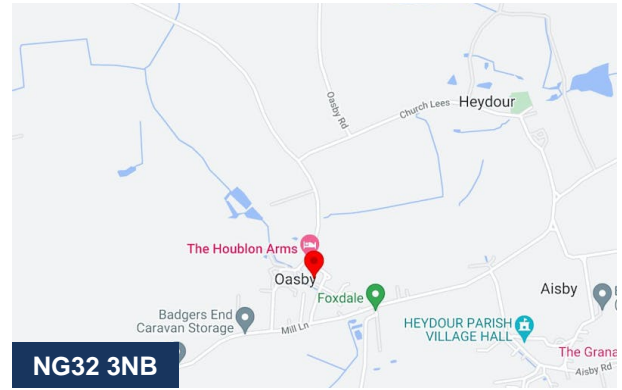 Oasby Rd
Church Lees
Heydour
The Houblon Arms
Oasby
Foxdale
Aisby
Badgers End
Caravan Storage
Mill Ln
HEYDOUR PARISH
VILLAGE HALL
The Grana
Aisby Rd
NG32 3NB